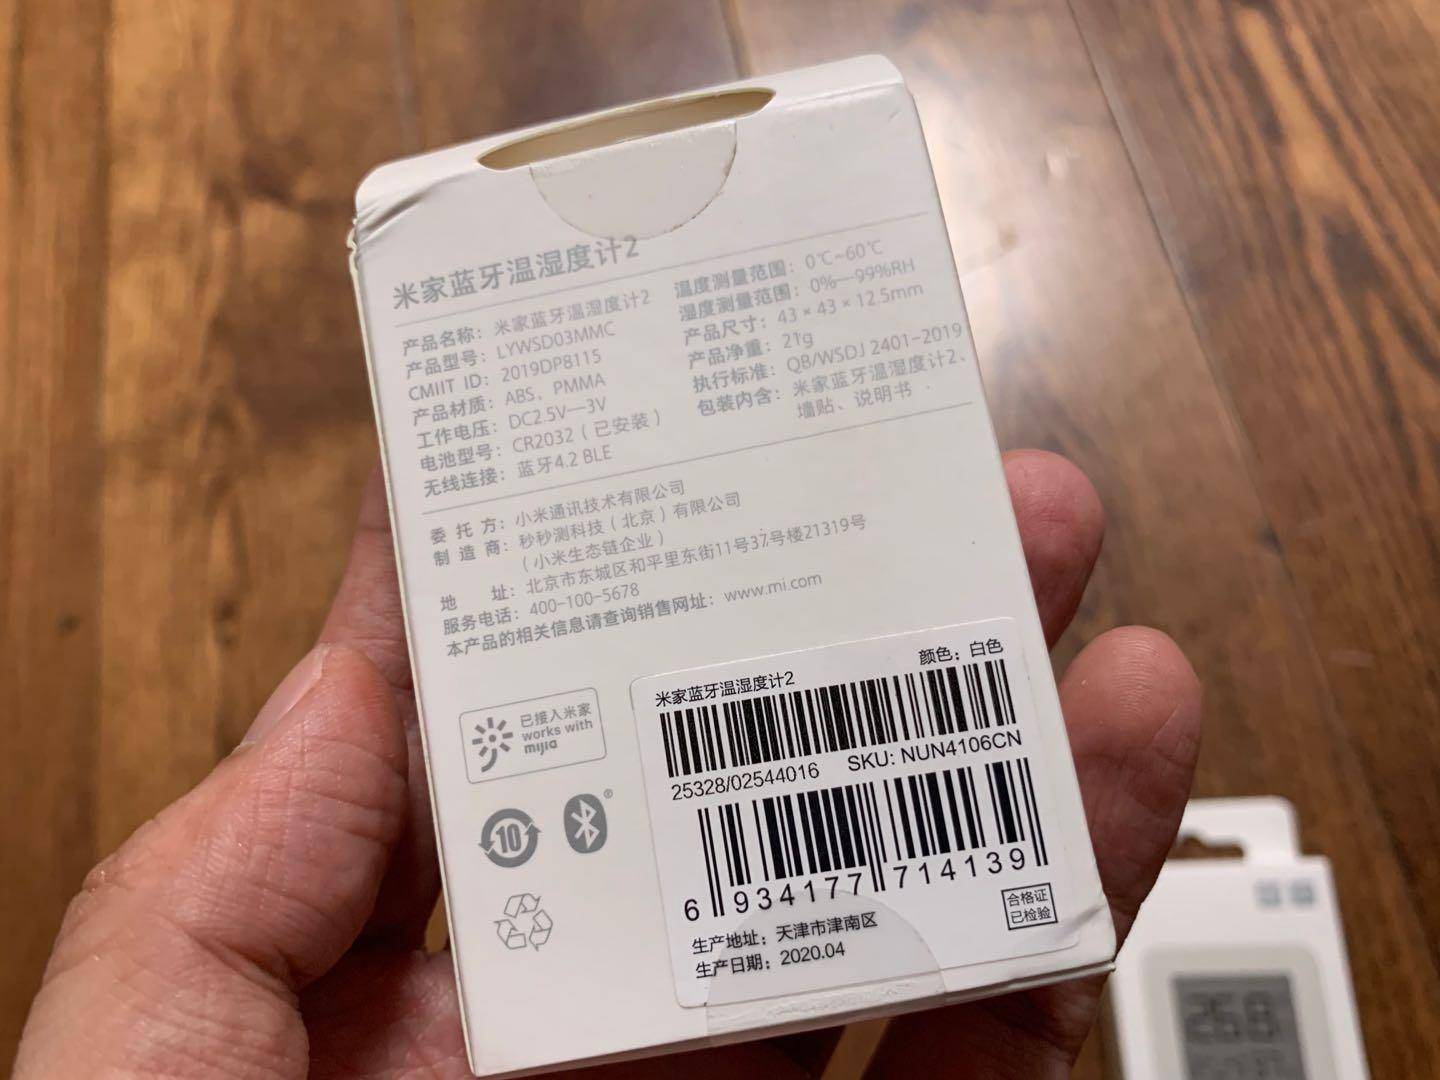 米家蓝牙温湿度计2
产品名称：米家蓝牙温湿度计2
产品型号：LYWSD03MMC
CMIIT ID：2019DP8115
产品材质：ABS、PMMA
工作电压：DC2.5V—3V
电池型号：CR2032（已安装）
无线连接：蓝牙4.2 BLE
温度测量范围：0℃~60℃
湿度测量范围：0%—99%RH
产品尺寸：43×43×12.5mm
产品净重：21g
执行标准：QB/WSDJ 2401-2019
包装内含：米家蓝牙温湿度计2、
墙贴、说明书
委托方：小米通讯技术有限公司
制造商：秒秒测科技（北京）有限公司
（小米生态链企业）
地址：北京市东城区和平里东街11号37号楼21319号
服务电话：400-100-5678
本产品的相关信息请查询销售网址：www.mi.com
已接入米家
works with
mijia
10
®
米家蓝牙温湿度计2 颜色：白色
25328/02544016 SKU: NUN4106CN
6 934177 714139
生产地址：天津市津南区
生产日期：2020.04
合格证
已检验
26.8